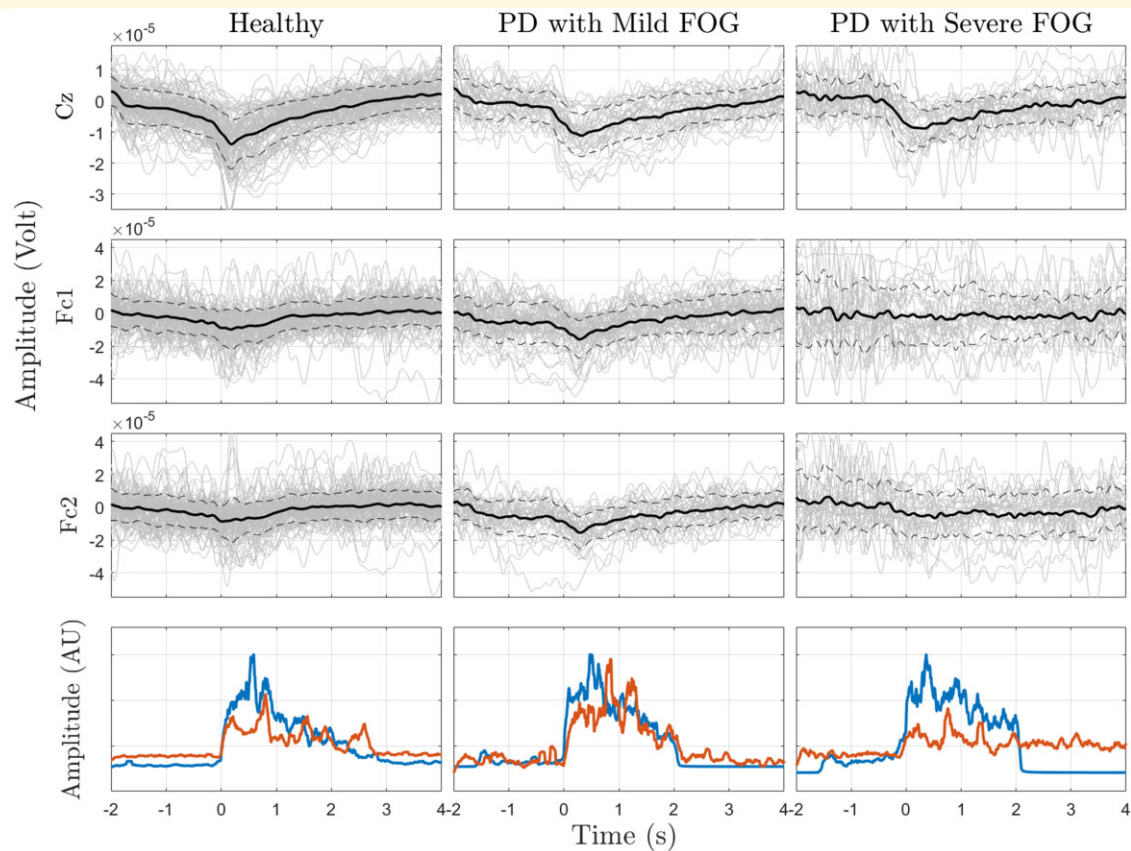 Healthy PD with Mild FOG PD with Severe FOG
×10-5
Cz
1
0
-1
-2
-3
Amplitude (Volt)
×10-5
Fc1
4
2
0
-2
-4
×10-5
Fc2
4
2
0
-2
-4
Amplitude (AU)
-2 -1 0 1 2 3 4 -2 -1 0 1 2 3 4 -2 -1 0 1 2 3 4
Time (s)